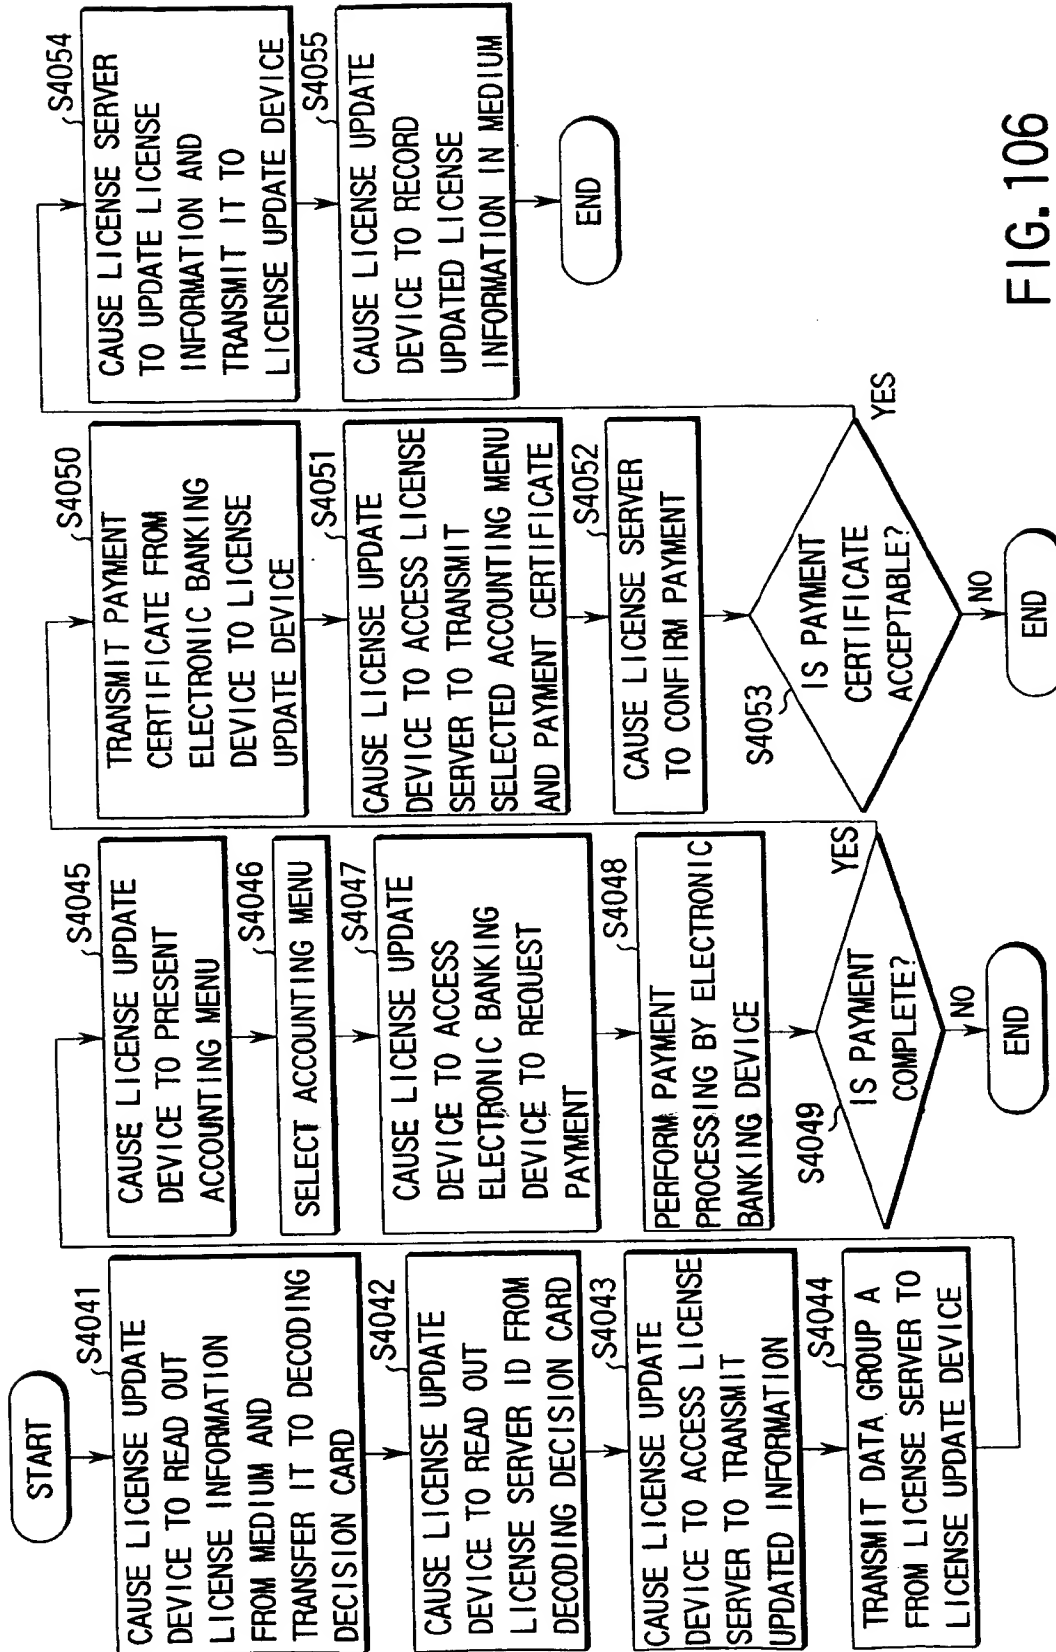 START
S4041
CAUSE LICENSE UPDATE
DEVICE TO READ OUT
LICENSE INFORMATION
FROM MEDIUM AND
TRANSFER IT TO DECODING
DECISION CARD
S4042
CAUSE LICENSE UPDATE
DEVICE TO READ OUT
LICENSE SERVER ID FROM
DECODING DECISION CARD
S4043
CAUSE LICENSE UPDATE
DEVICE TO ACCESS LICENSE
SERVER TO TRANSMIT
UPDATED INFORMATION
S4044
TRANSMIT DATA GROUP A
FROM LICENSE SERVER TO
LICENSE UPDATE DEVICE
S4045
CAUSE LICENSE UPDATE
DEVICE TO PRESENT
ACCOUNTING MENU
S4046
SELECT ACCOUNTING MENU
S4047
CAUSE LICENSE UPDATE
DEVICE TO ACCESS
ELECTRONIC BANKING
DEVICE TO REQUEST
PAYMENT
S4048
PERFORM PAYMENT
PROCESSING BY ELECTRONIC
BANKING DEVICE
S4049
IS PAYMENT
COMPLETE?
YES
NO
END
S4050
TRANSMIT PAYMENT
CERTIFICATE FROM
ELECTRONIC BANKING
DEVICE TO LICENSE
UPDATE DEVICE
S4051
CAUSE LICENSE UPDATE
DEVICE TO ACCESS LICENSE
SERVER TO TRANSMIT
SELECTED ACCOUNTING MENU
AND PAYMENT CERTIFICATE
S4052
CAUSE LICENSE SERVER
TO CONFIRM PAYMENT
S4053
IS PAYMENT
CERTIFICATE
ACCEPTABLE?
YES
NO
END
S4054
CAUSE LICENSE SERVER
TO UPDATE LICENSE
INFORMATION AND
TRANSMIT IT TO
LICENSE UPDATE DEVICE
S4055
CAUSE LICENSE UPDATE
DEVICE TO RECORD
UPDATED LICENSE
INFORMATION IN MEDIUM
END
FIG. 106